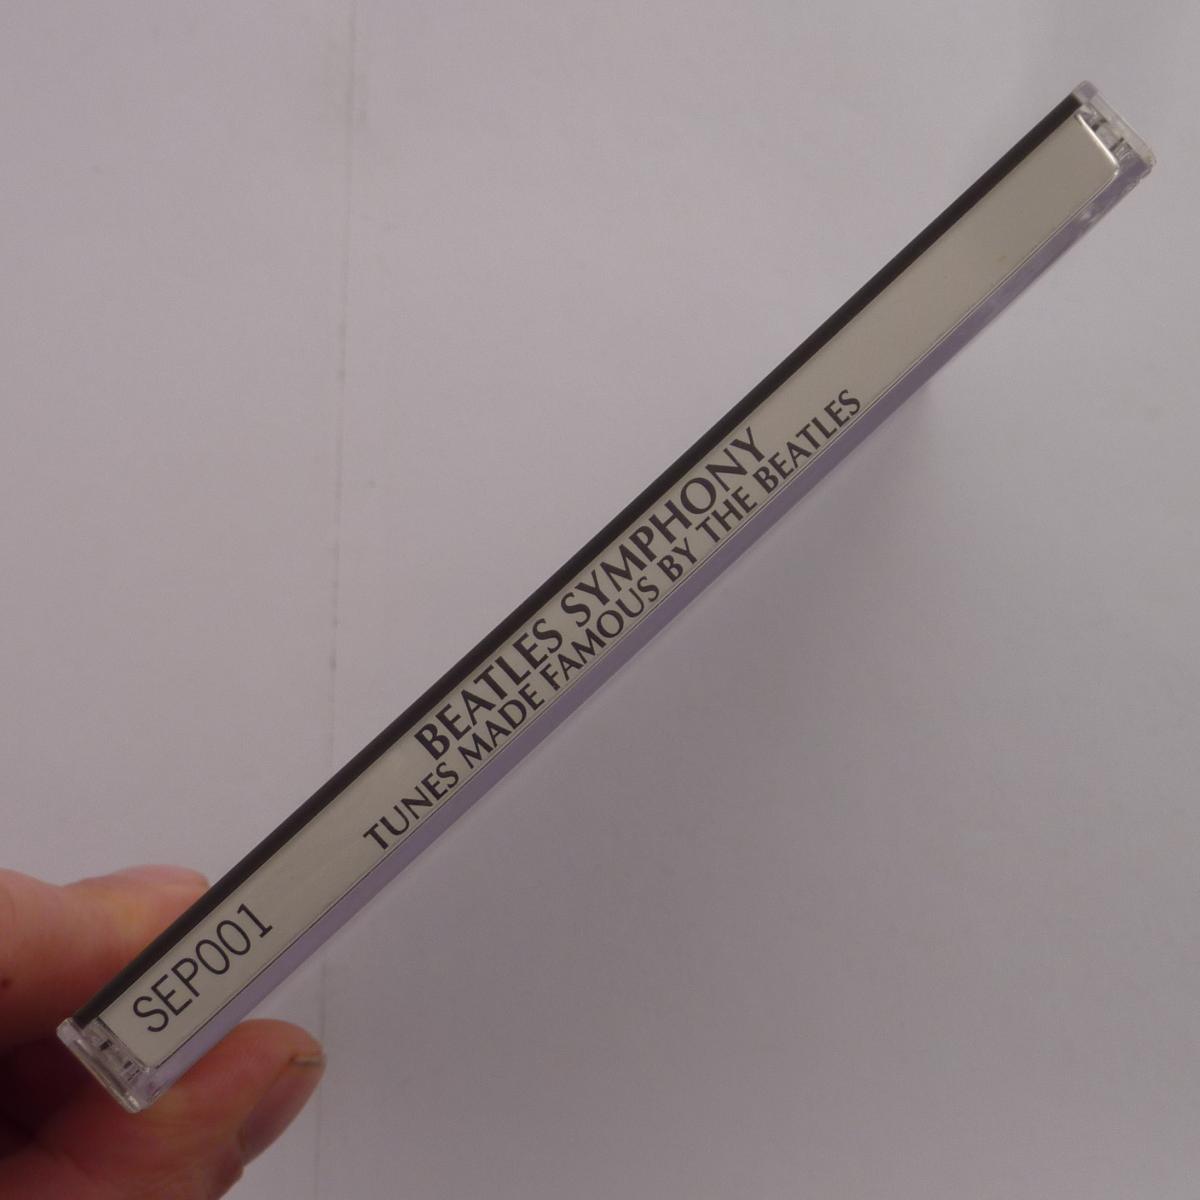 SEP001
BEATLES SYMPHONY
TUNES MADE FAMOUS BY THE BEATLES